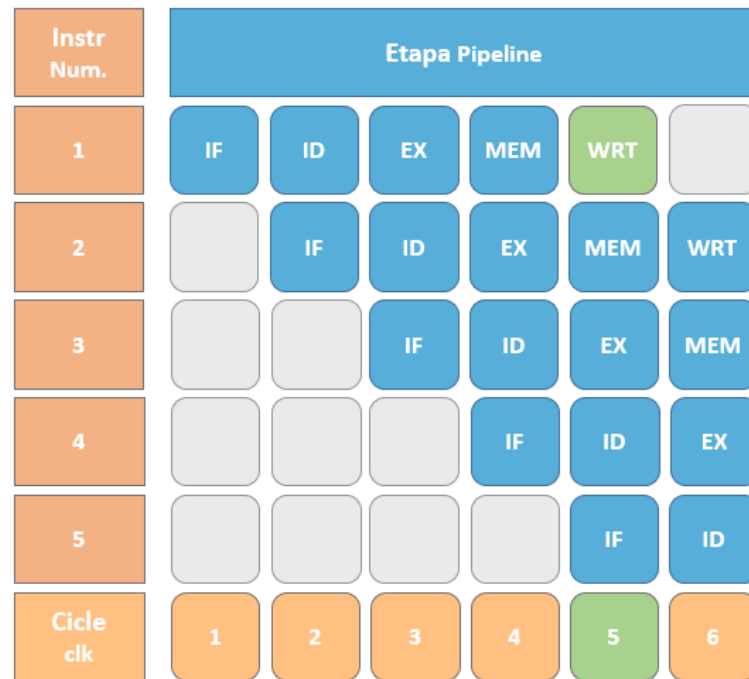 Instr
Num.
Etapa Pipeline
1 IF ID EX MEM WRT
2 IF ID EX MEM WRT
3 IF ID EX MEM
4 IF ID EX
5 IF ID
Cicle
clk
1 2 3 4 5 6